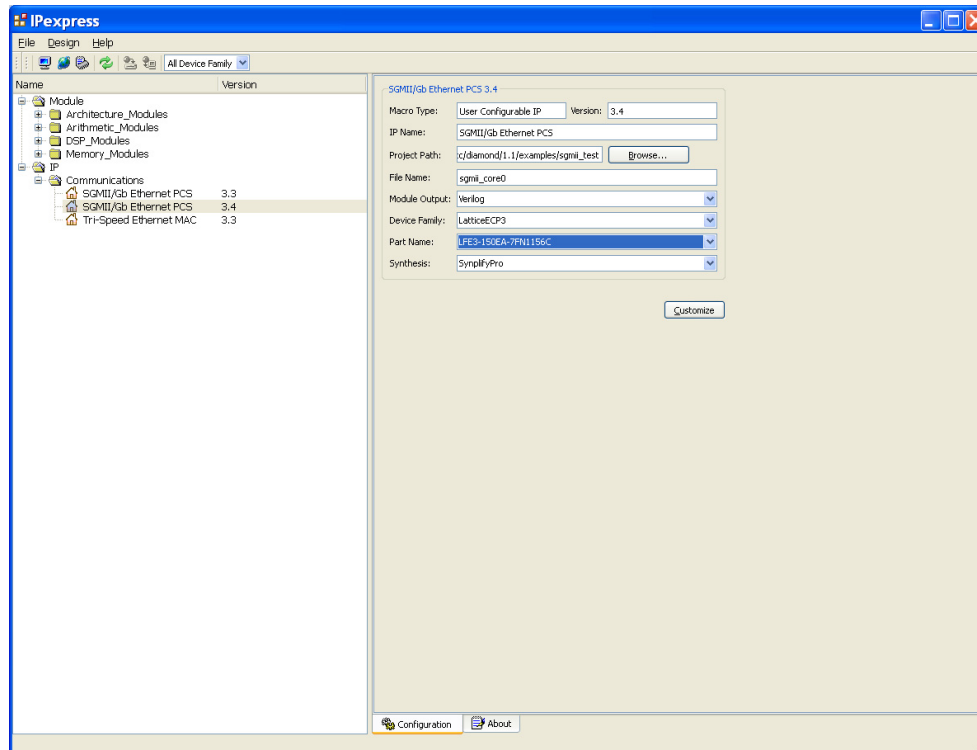 IPexpress
File Design Help
All Device Family
Name Version
Module
Architecture_Modules
Arithmetic_Modules
DSP_Modules
Memory_Modules
IP
Communications
SGMII/Gb Ethernet PCS 3.3
SGMII/Gb Ethernet PCS 3.4
Tri-Speed Ethernet MAC 3.3
SGMII/Gb Ethernet PCS 3.4
Macro Type: User Configurable IP Version: 3.4
IP Name: SGMII/Gb Ethernet PCS
Project Path: c/diamond/1.1/examples/sgmii_test Browse...
File Name: sgmii_core0
Module Output: Verilog
Device Family: LatticeECP3
Part Name: LFE3-150EA-7FN1156C
Synthesis: SynplifyPro
Customize
Configuration About